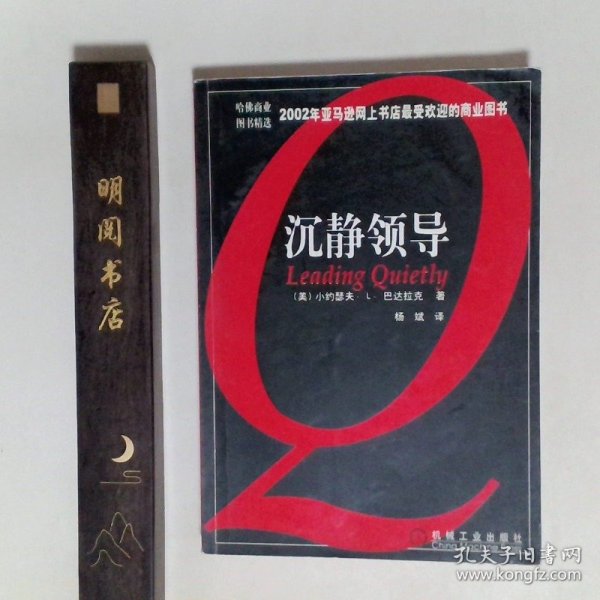 明阅书店
哈佛商业
图书精选
2002年亚马逊网上书店最受欢迎的商业图书
沉静领导
Leading Quietly
(美) 小约瑟夫·L·巴达拉克 著
杨 斌 译
机械工业出版社
孔夫子旧书网
www.kongfz.com